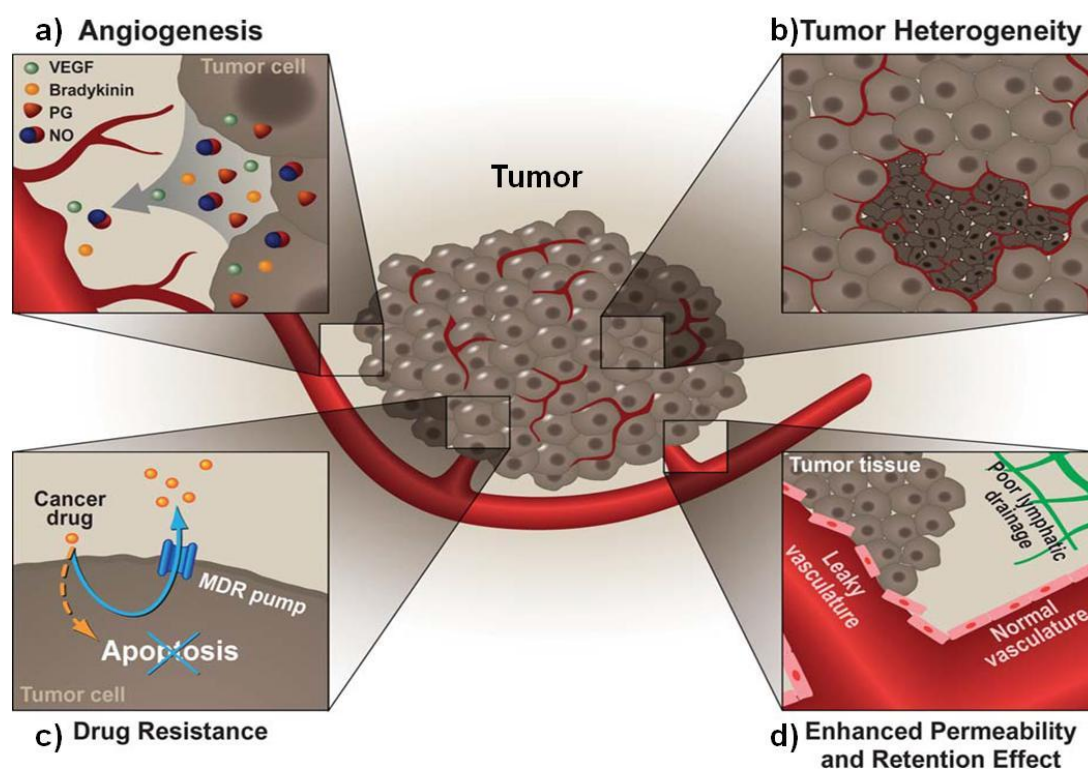 a) Angiogenesis
VEGF
Bradykinin
PG
NO
Tumor cell
b) Tumor Heterogeneity
Tumor
Cancer
drug
MDR pump
Apoptosis
Tumor cell
c) Drug Resistance
Tumor tissue
Poor lymphatic
drainage
Leaky
vasculature
Normal
vasculature
d) Enhanced Permeability
and Retention Effect